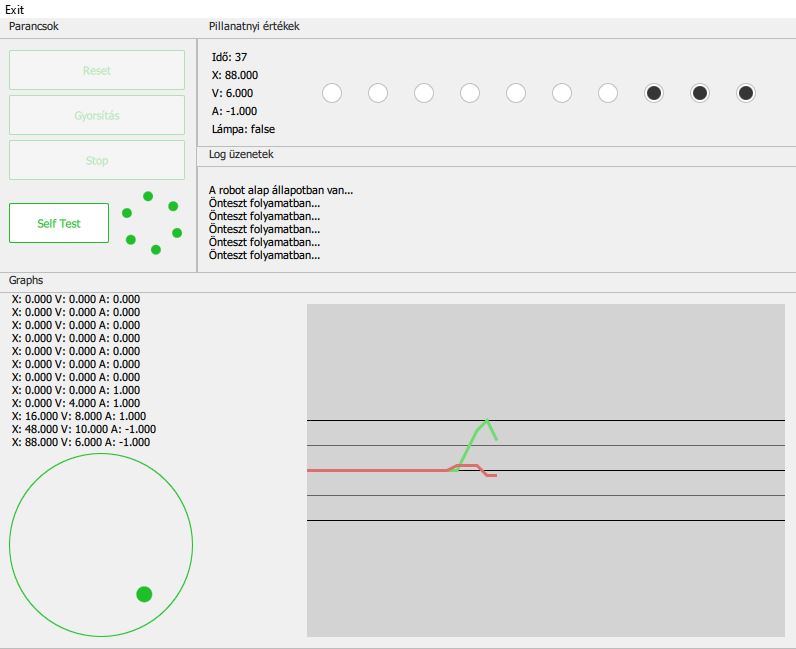 Exit
Parancsok
Reset
Gyorsítás
Stop
Self Test
Pillanatnyi értékek
Idő: 37
X: 88.000
V: 6.000
A: -1.000
Lámpa: false
Log üzenetek
A robot alap állapotban van...
Önteszt folyamatban...
Önteszt folyamatban...
Önteszt folyamatban...
Önteszt folyamatban...
Önteszt folyamatban...
Graphs
X: 0.000 V: 0.000 A: 0.000
X: 0.000 V: 0.000 A: 0.000
X: 0.000 V: 0.000 A: 0.000
X: 0.000 V: 0.000 A: 0.000
X: 0.000 V: 0.000 A: 0.000
X: 0.000 V: 0.000 A: 0.000
X: 0.000 V: 0.000 A: 0.000
X: 0.000 V: 0.000 A: 1.000
X: 0.000 V: 4.000 A: 1.000
X: 16.000 V: 8.000 A: 1.000
X: 48.000 V: 10.000 A: -1.000
X: 88.000 V: 6.000 A: -1.000